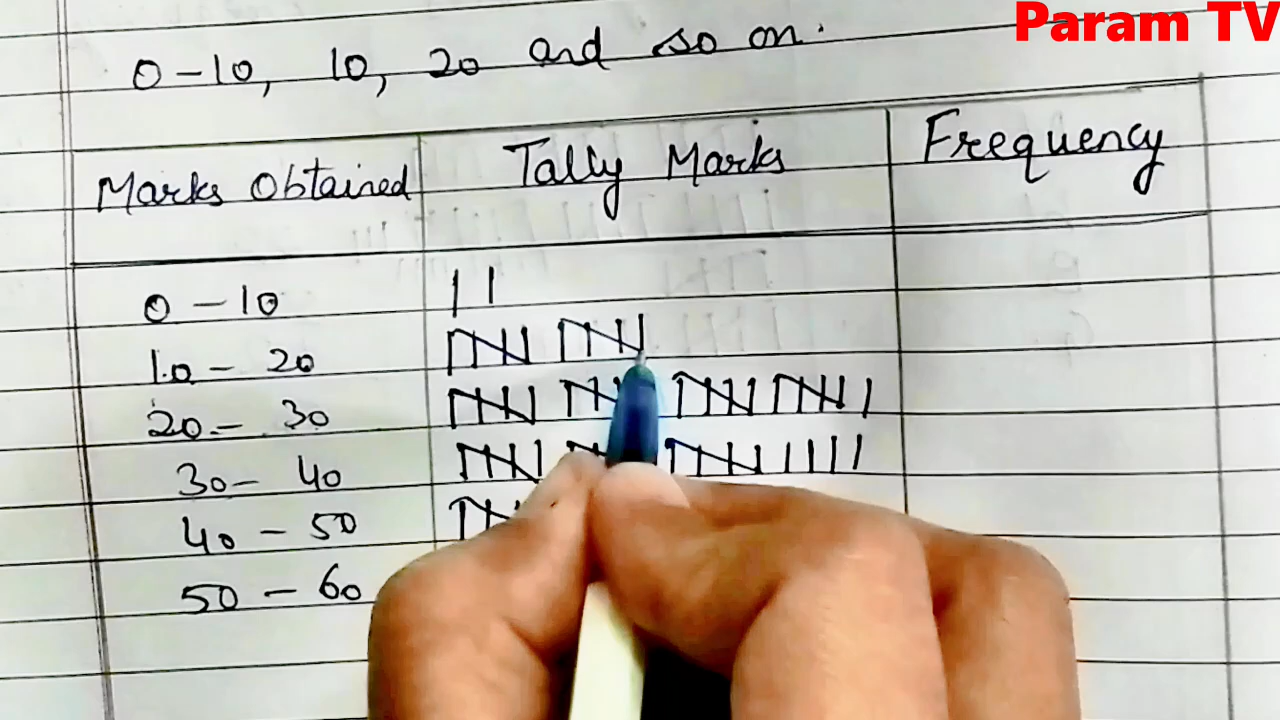 Param TV
0-10, 10, 20 and so on.
Marks Obtained Tally Marks Frequency
0 - 10
10 - 20
20 - 30
30 - 40
40 - 50
50 - 60